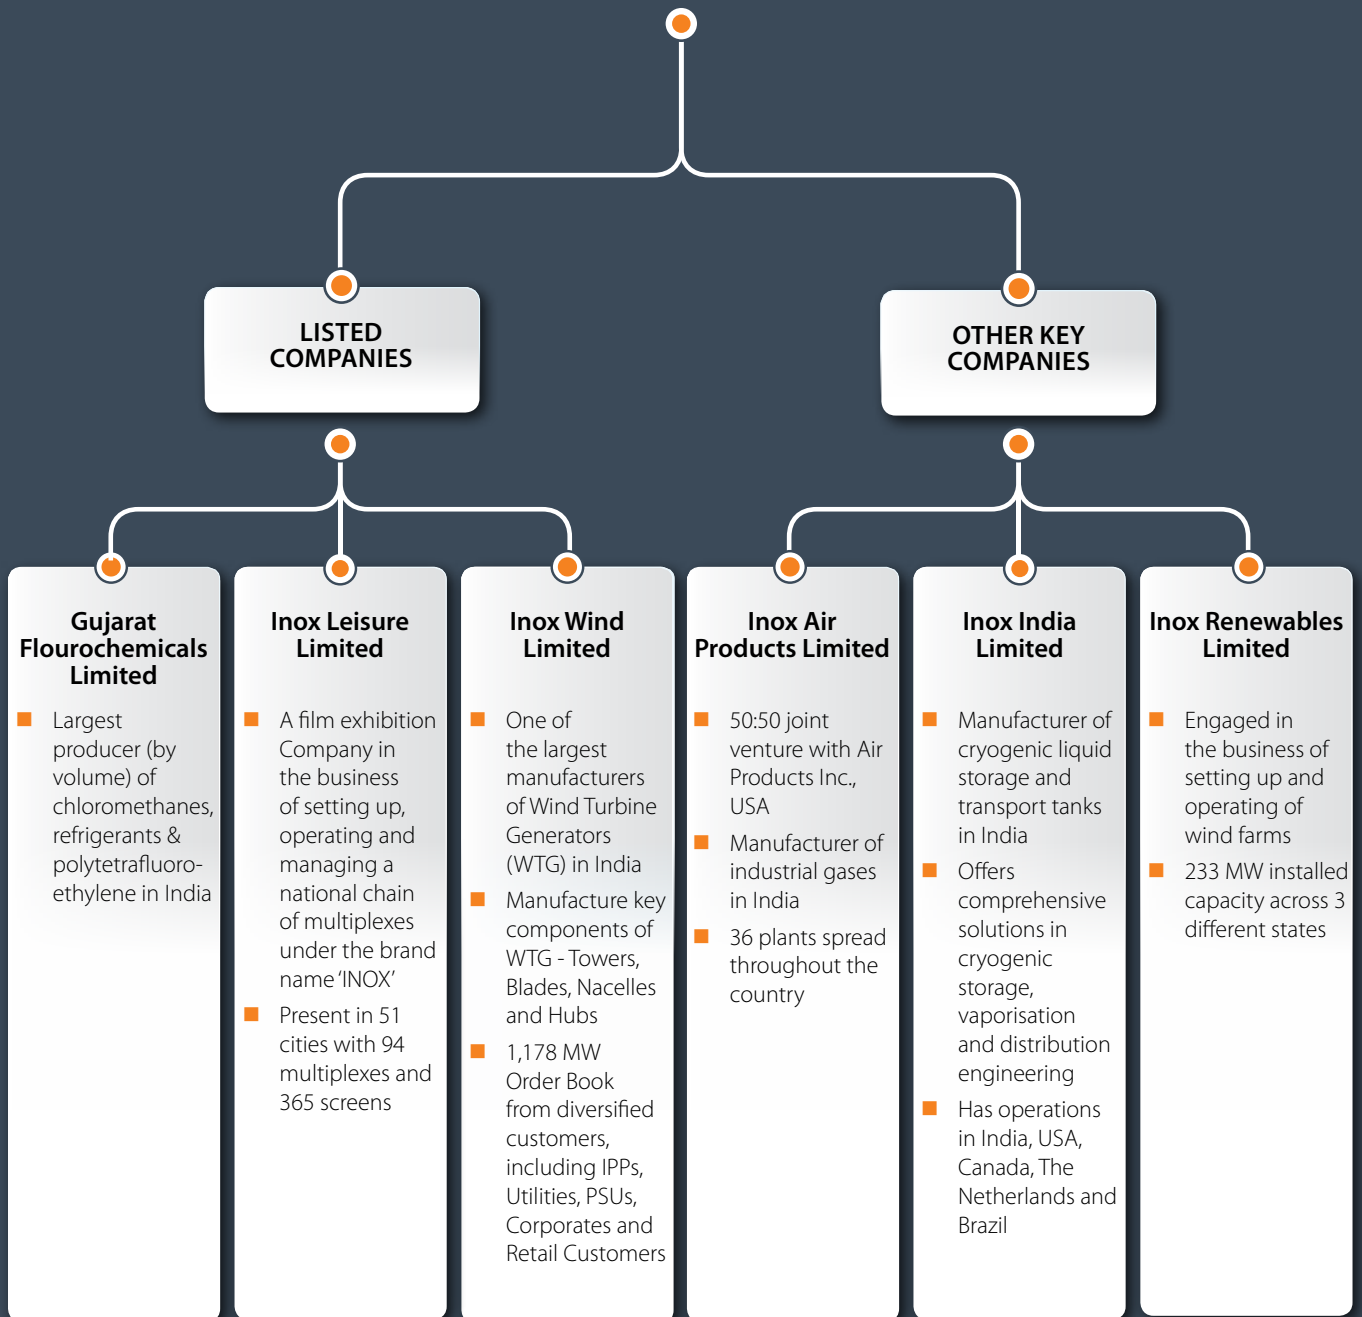 LISTED
COMPANIES
OTHER KEY
COMPANIES
Gujarat
Flourochemicals
Limited
Largest
producer (by
volume) of
chloromethanes,
refrigerants &
polytetrafluoro-
ethylene in India
Inox Leisure
Limited
A film exhibition
Company in
the business
of setting up,
operating and
managing a
national chain
of multiplexes
under the brand
name ‘INOX’
Present in 51
cities with 94
multiplexes and
365 screens
Inox Wind
Limited
One of
the largest
manufacturers
of Wind Turbine
Generators
(WTG) in India
Manufacture key
components of
WTG - Towers,
Blades, Nacelles
and Hubs
1,178 MW
Order Book
from diversified
customers,
including IPPs,
Utilities, PSUs,
Corporates and
Retail Customers
Inox Air
Products Limited
50:50 joint
venture with Air
Products Inc.,
USA
Manufacturer of
industrial gases
in India
36 plants spread
throughout the
country
Inox India
Limited
Manufacturer of
cryogenic liquid
storage and
transport tanks
in India
Offers
comprehensive
solutions in
cryogenic
storage,
vaporisation
and distribution
engineering
Has operations
in India, USA,
Canada, The
Netherlands and
Brazil
Inox Renewables
Limited
Engaged in
the business of
setting up and
operating of
wind farms
233 MW installed
capacity across 3
different states